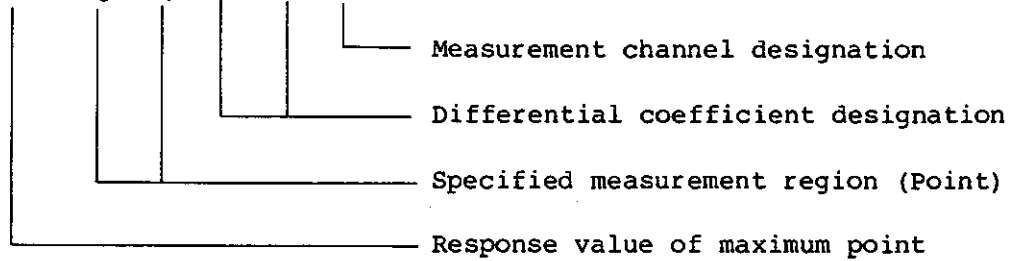 Measurement channel designation
Differential coefficient designation
Specified measurement region (Point)
Response value of maximum point